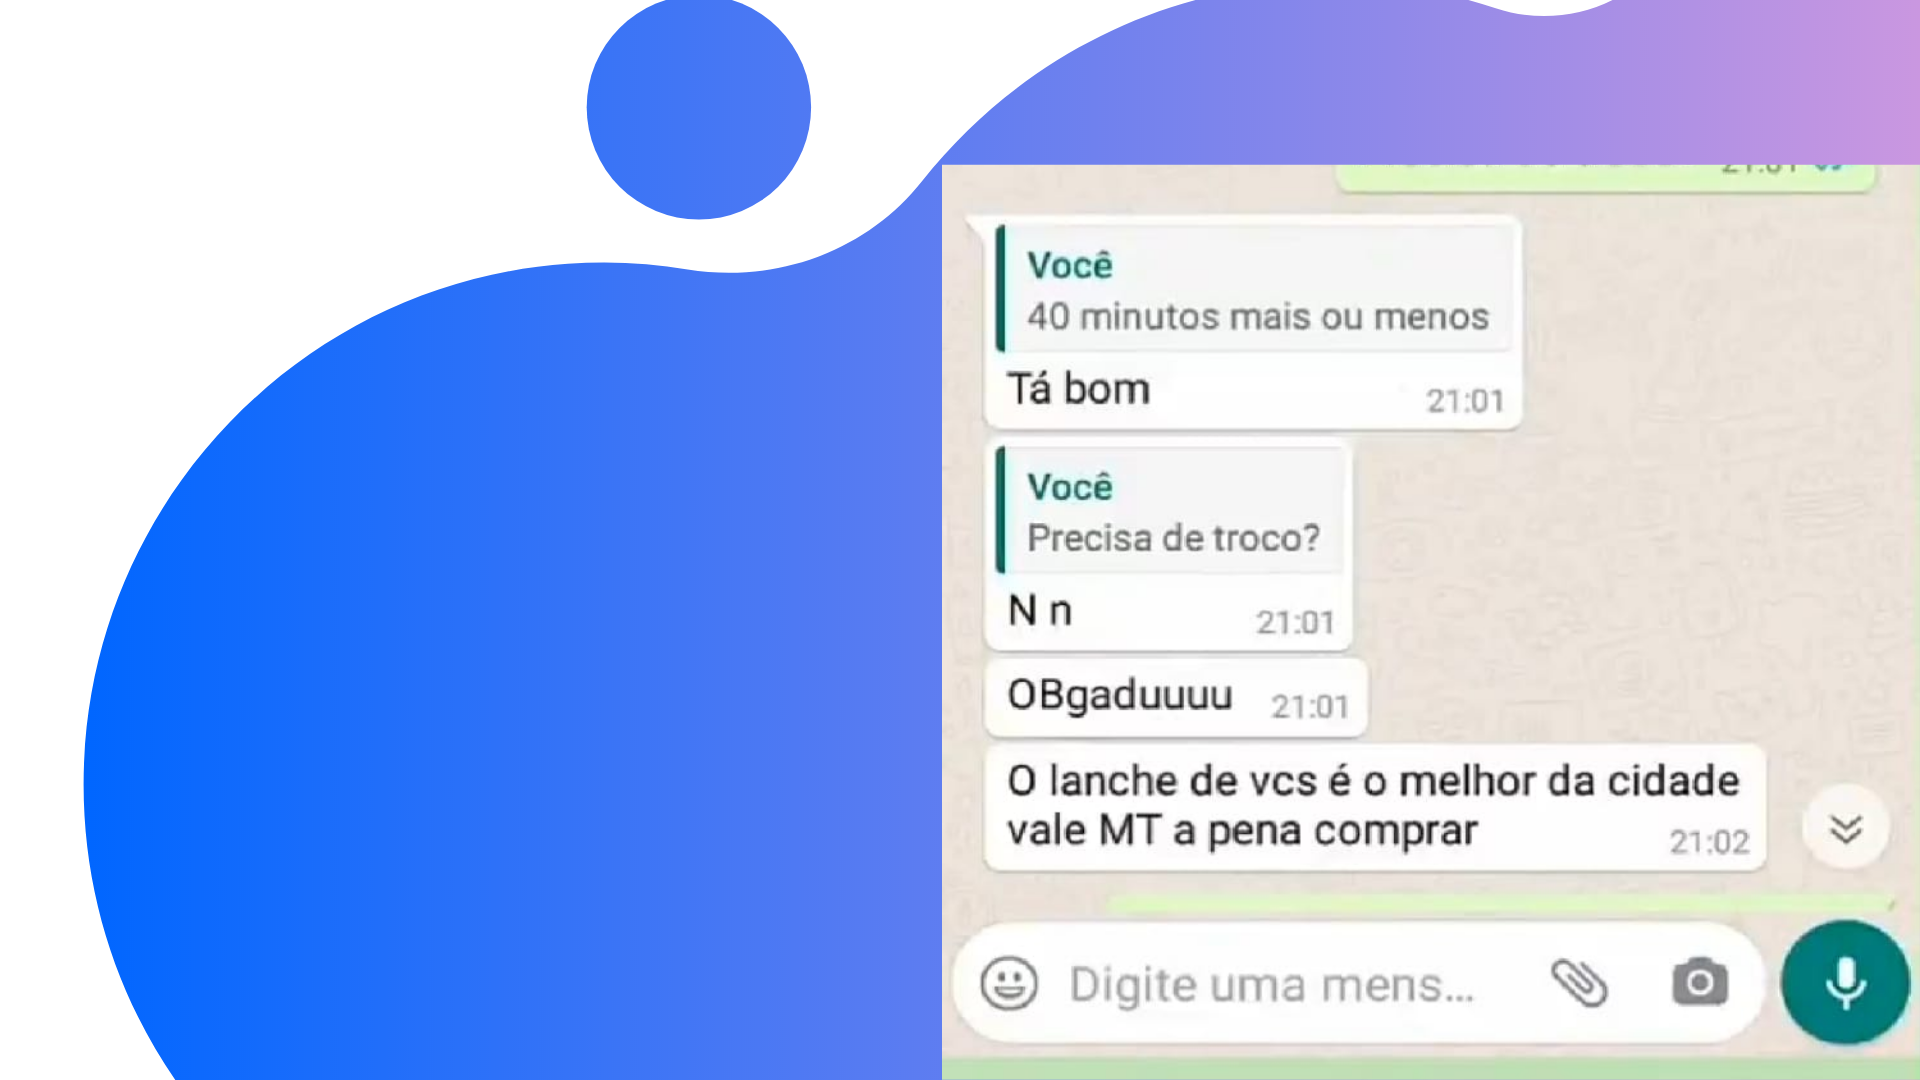 Você
40 minutos mais ou menos
Tá bom
21:01
Você
Precisa de troco?
N n
21:01
OBgaduuuu
21:01
O lanche de vcs é o melhor da cidade
vale MT a pena comprar
21:02
Digite uma mens...